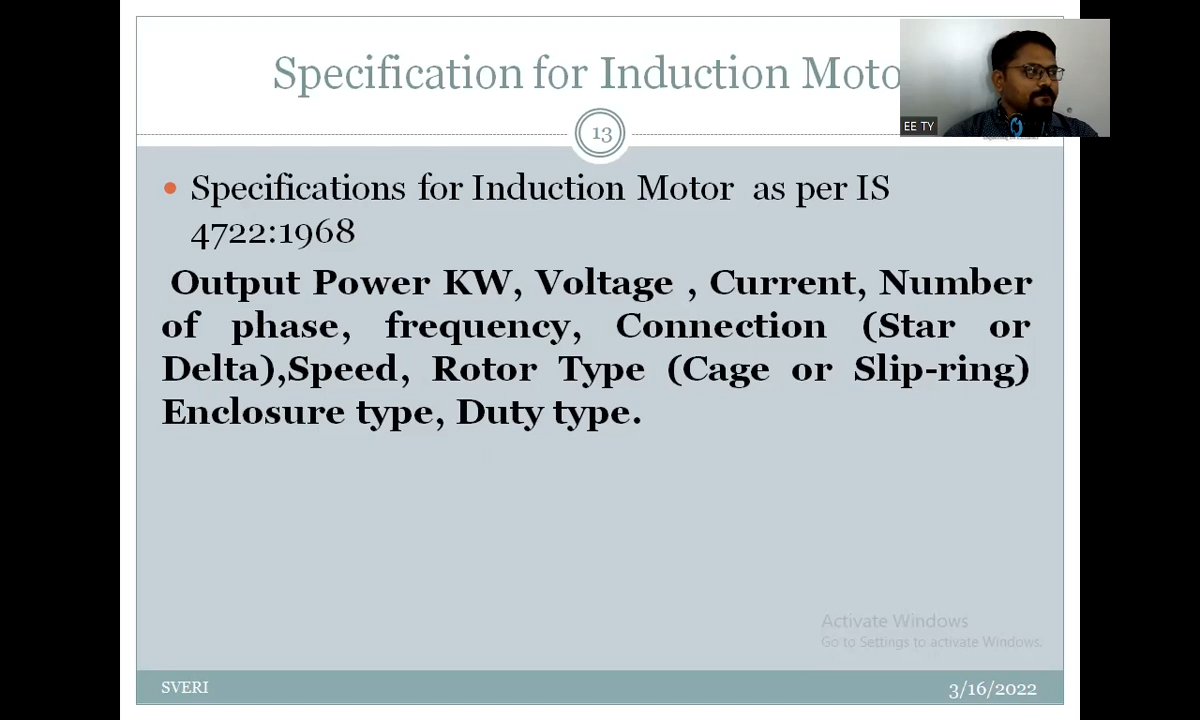 Specification for Induction Moto
EE TY
13
Specifications for Induction Motor as per IS
4722:1968
Output Power KW, Voltage , Current, Number
of phase, frequency, Connection (Star or
Delta),Speed, Rotor Type (Cage or Slip-ring)
Enclosure type, Duty type.
Activate Windows
Go to Settings to activate Windows.
SVERI
3/16/2022